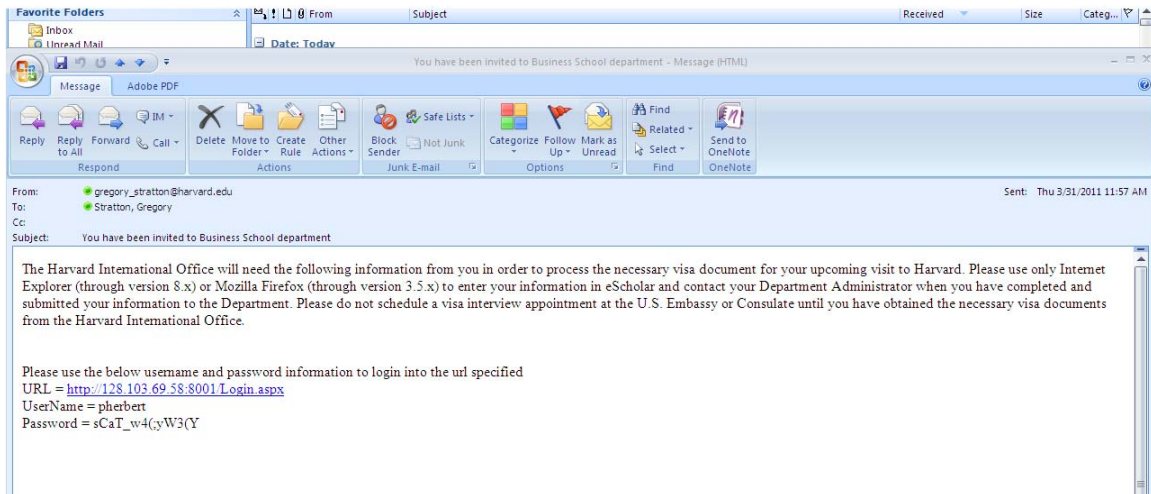 Favorite Folders
From Subject Received Size Categ...
Inbox
Unread Mail
Date: Today
You have been invited to Business School department - Message (HTML)
Message Adobe PDF
Reply
Reply to All
Forward
IM
Call
Respond
Delete
Move to Folder
Create Rule
Other Actions
Actions
Block Sender
Safe Lists
Not Junk
Junk E-mail
Categorize
Follow Up
Mark as Unread
Options
Find
Related
Select
Find
Send to OneNote
OneNote
From: gregory_stratton@harvard.edu Sent: Thu 3/31/2011 11:57 AM
To: Stratton, Gregory
Cc:
Subject: You have been invited to Business School department
The Harvard International Office will need the following information from you in order to process the necessary visa document for your upcoming visit to Harvard. Please use only Internet
Explorer (through version 8.x) or Mozilla Firefox (through version 3.5.x) to enter your information in eScholar and contact your Department Administrator when you have completed and
submitted your information to the Department. Please do not schedule a visa interview appointment at the U.S. Embassy or Consulate until you have obtained the necessary visa documents
from the Harvard International Office.
Please use the below username and password information to login into the url specified
URL = http://128.103.69.58:8001/Login.aspx
UserName = pherbert
Password = sCaT_w4(;yW3(Y